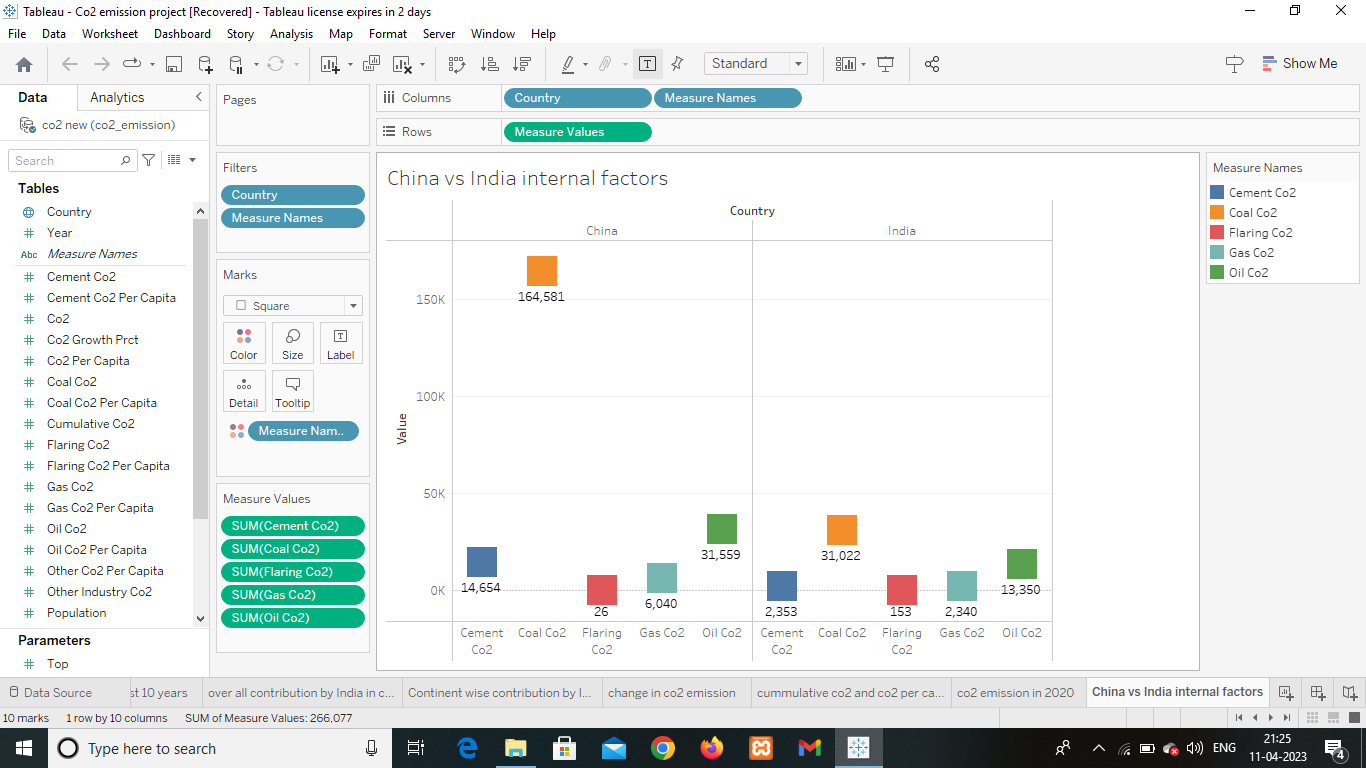 Tableau - Co2 emission project [Recovered] - Tableau license expires in 2 days
File Data Worksheet Dashboard Story Analysis Map Format Server Window Help
Standard
Show Me
Data Analytics
co2 new (co2_emission)
Search
Tables
Country
Year
Abc Measure Names
Cement Co2
Cement Co2 Per Capita
Co2
Co2 Growth Prct
Co2 Per Capita
Coal Co2
Coal Co2 Per Capita
Cumulative Co2
Flaring Co2
Flaring Co2 Per Capita
Gas Co2
Gas Co2 Per Capita
Oil Co2
Oil Co2 Per Capita
Other Co2 Per Capita
Other Industry Co2
Population
Parameters
Top
Pages
Filters
Country
Measure Names
Marks
Square
Color Size Label
Detail Tooltip
Measure Nam..
Measure Values
SUM(Cement Co2)
SUM(Coal Co2)
SUM(Flaring Co2)
SUM(Gas Co2)
SUM(Oil Co2)
Columns Country Measure Names
Rows Measure Values
China vs India internal factors
Country
China India
150K
100K
50K
0K
Value
164,581
14,654
26
6,040
31,559
31,022
2,353
153
2,340
13,350
Cement Co2 Coal Co2 Flaring Co2 Gas Co2 Oil Co2 Cement Co2 Coal Co2 Flaring Co2 Gas Co2 Oil Co2
Measure Names
Cement Co2
Coal Co2
Flaring Co2
Gas Co2
Oil Co2
Data Source st 10 years over all contribution by India in c... Continent wise contribution by I... change in co2 emission cummulative co2 and co2 per ca... co2 emission in 2020 China vs India internal factors
10 marks 1 row by 10 columns SUM of Measure Values: 266,077
Type here to search
ENG
21:25
11-04-2023
4